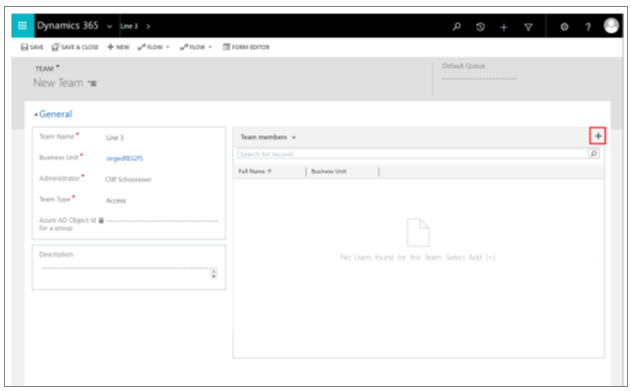 Dynamics 365 Line 3 >
SAVE SAVE & CLOSE + NEW FLOW FLOW FORM EDITOR
TEAM
New Team
Default Queue
General
Team Name * Line 3
Business Unit *
Administrator * Cliff Schoonover
Team Type * Access
Azure AD Object Id
for a group
Description
Team members
Search for records
Full Name ↑ Business Unit
No Users found for this Team. Select Add (+).